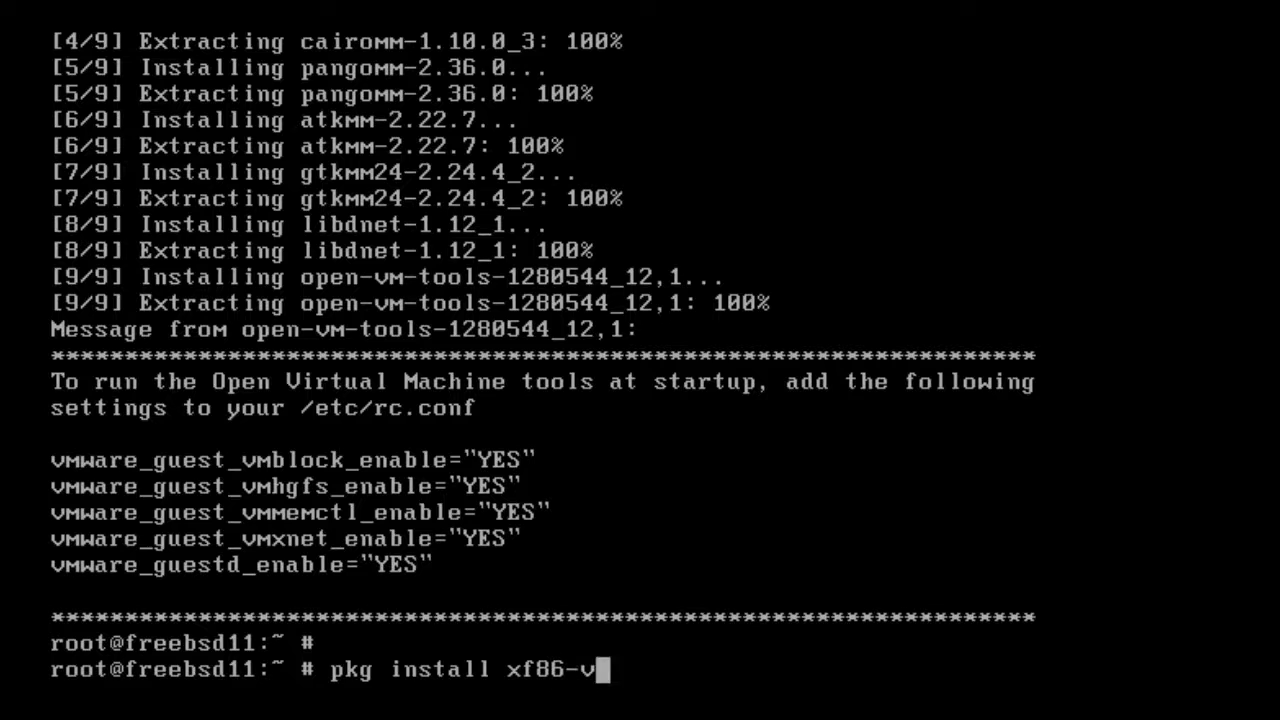 [4/9] Extracting cairomm-1.10.0_3: 100%
[5/9] Installing pangomm-2.36.0...
[5/9] Extracting pangomm-2.36.0: 100%
[6/9] Installing atkmm-2.22.7...
[6/9] Extracting atkmm-2.22.7: 100%
[7/9] Installing gtkmm24-2.24.4_2...
[7/9] Extracting gtkmm24-2.24.4_2: 100%
[8/9] Installing libdnet-1.12_1...
[8/9] Extracting libdnet-1.12_1: 100%
[9/9] Installing open-vm-tools-1280544_12,1...
[9/9] Extracting open-vm-tools-1280544_12,1: 100%
Message from open-vm-tools-1280544_12,1:
*******************************************************************
To run the Open Virtual Machine tools at startup, add the following
settings to your /etc/rc.conf

vmware_guest_vmblock_enable="YES"
vmware_guest_vmhgfs_enable="YES"
vmware_guest_vmmemctl_enable="YES"
vmware_guest_vmxnet_enable="YES"
vmware_guestd_enable="YES"

*******************************************************************
root@freebsd11:~ #
root@freebsd11:~ # pkg install xf86-v